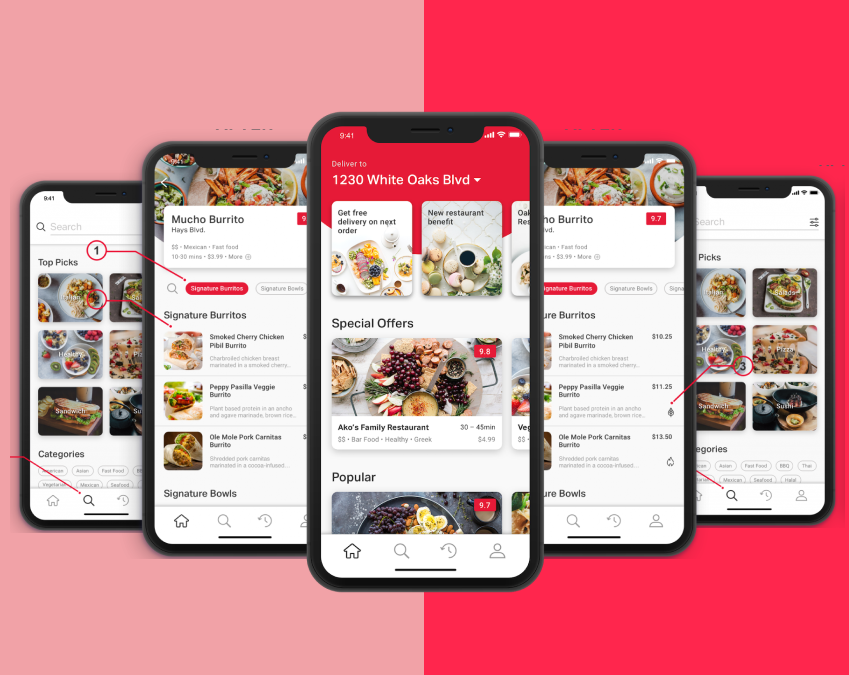 9:41
Search
1
Top Picks
Italian
Healthy
Sandwich
Categories
Asian
Fast Food
Vegetarian
Mexican
Seafood
9:41
Mucho Burrito
Hays Blvd.
$$ • Mexican • Fast food
10-30 mins • $3.99 • More
Signature Burritos
Signature Bowls
Signature Burritos
Smoked Cherry Chicken
Pibil Burrito
Charbroiled chicken breast
marinated in a smoked cherry..
Peppy Pasilla Veggie
Burrito
Plant based protein in an ancho
and agave marinade, brown rice...
Ole Mole Pork Carnitas
Burrito
Shredded pork carnitas
marinated in a cocoa-infused ...
Signature Bowls
9:41
Deliver to
1230 White Oaks Blvd
Get free
delivery on next
order
New restaurant
benefit
Special Offers
9.8
Ako's Family Restaurant
30 – 45min
$$ • Bar Food • Healthy • Greek
$4.99
Popular
9.7
Mucho Burrito
Hays Blvd.
9.7
$$ • Mexican • Fast food
mins • $3.99 • More
Signature Burritos
Signature Bowls
Signature Burritos
Smoked Cherry Chicken
Pibil Burrito
$10.25
Charbroiled chicken breast
marinated in a smoked cherry..
Peppy Pasilla Veggie
Burrito
$11.25
Plant based protein in an ancho
and agave marinade, brown rice...
Ole Mole Pork Carnitas
Burrito
$13.50
Shredded pork carnitas
marinated in a cocoa-infused ...
Signature Bowls
Picks
Italian
Salads
Healthy
Pizza
3
Sandwich
Sushi
Asian
Fast Food
BBQ
Thai
Mexican
Seafood
Halal